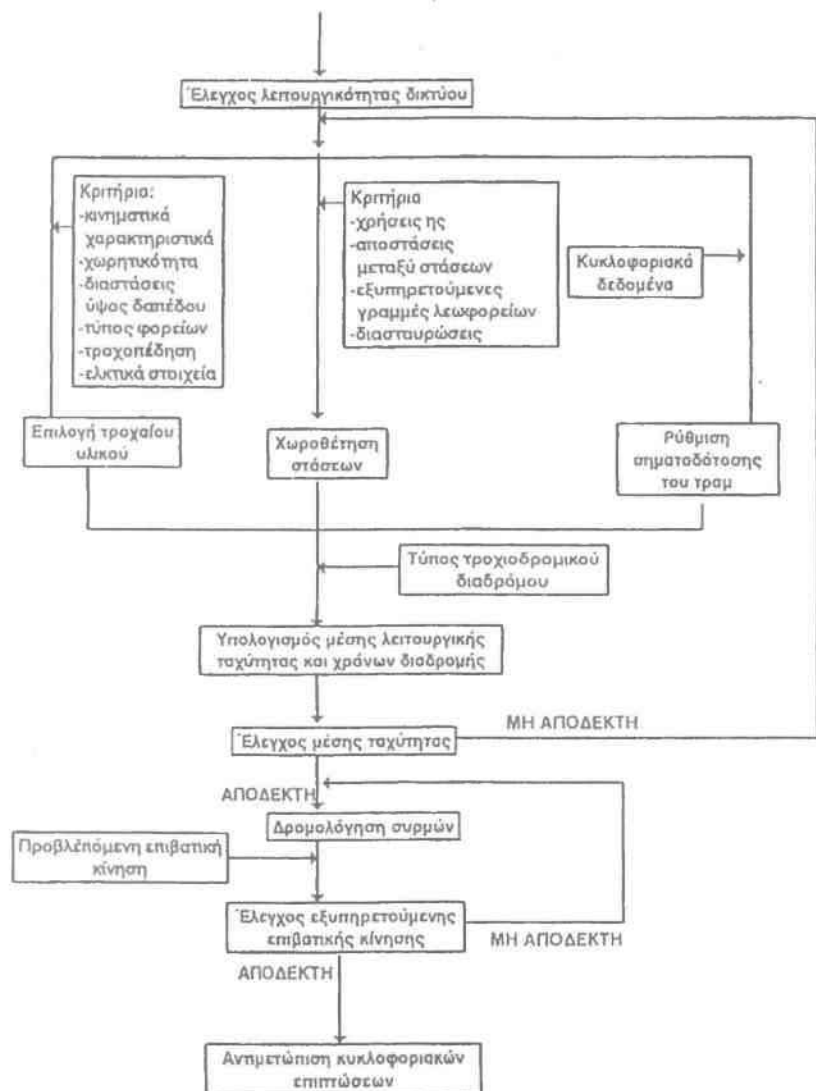 Έλεγχος λειτουργικότητας δικτύου
Κριτήρια:
-κινηματικά
χαρακτηριστικά
-χωρητικότητα
-διαστάσεις
ύψος δαπέδου
-τύπος φορείων
-τροχοπέδηση
-ελκτικά στοιχεία
Κριτήρια
-χρήσεις ης
-αποστάσεις
μεταξύ στάσεων
-εξυπηρετούμενες
γραμμές λεωφορείων
-διασταυρώσεις
Κυκλοφοριακά
δεδομένα
Επιλογή τροχαίου
υλικού
Χωροθέτηση
στάσεων
Ρύθμιση
σηματοδότοσης
του τραμ
Τύπος τροχιοδρομικού
διαδρόμου
Υπολογισμός μέσης λειτουργικής
ταχύτητας και χρόνων διαδρομής
Έλεγχος μέσης ταχύτητας
ΜΗ ΑΠΟΔΕΚΤΗ
ΑΠΟΔΕΚΤΗ
Δρομολόγηση συρμών
Προβλέπόμενη επιβατική
κίνηση
Έλεγχος εξυπηρετούμενης
επιβατικής κίνησης
ΜΗ ΑΠΟΔΕΚΤΗ
ΑΠΟΔΕΚΤΗ
Αντιμετώπιση κυκλοφοριακών
επιπτώσεων